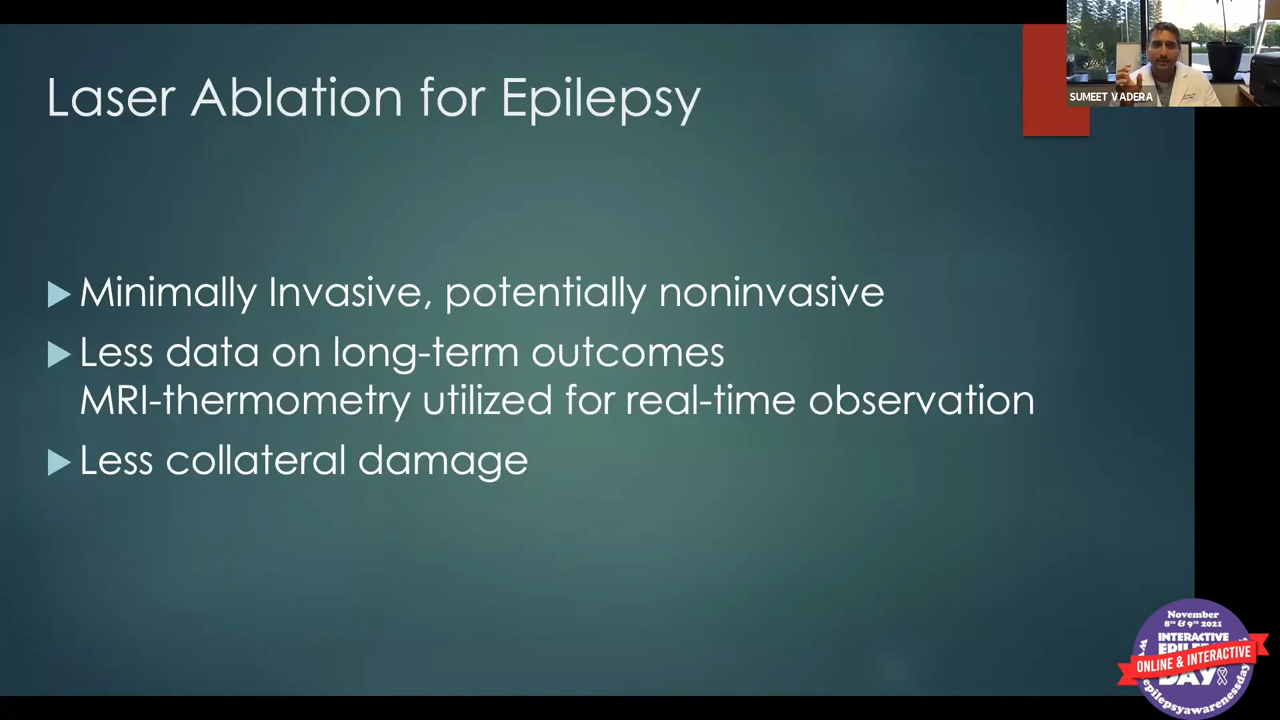 Laser Ablation for Epilepsy
SUMEET VADERA
Minimally Invasive, potentially noninvasive
Less data on long-term outcomes
MRI-thermometry utilized for real-time observation
Less collateral damage
November
8TH & 9TH 2021
INTERACTIVE
ONLINE & INTERACTIVE
DAY
epilepsyawarenessday